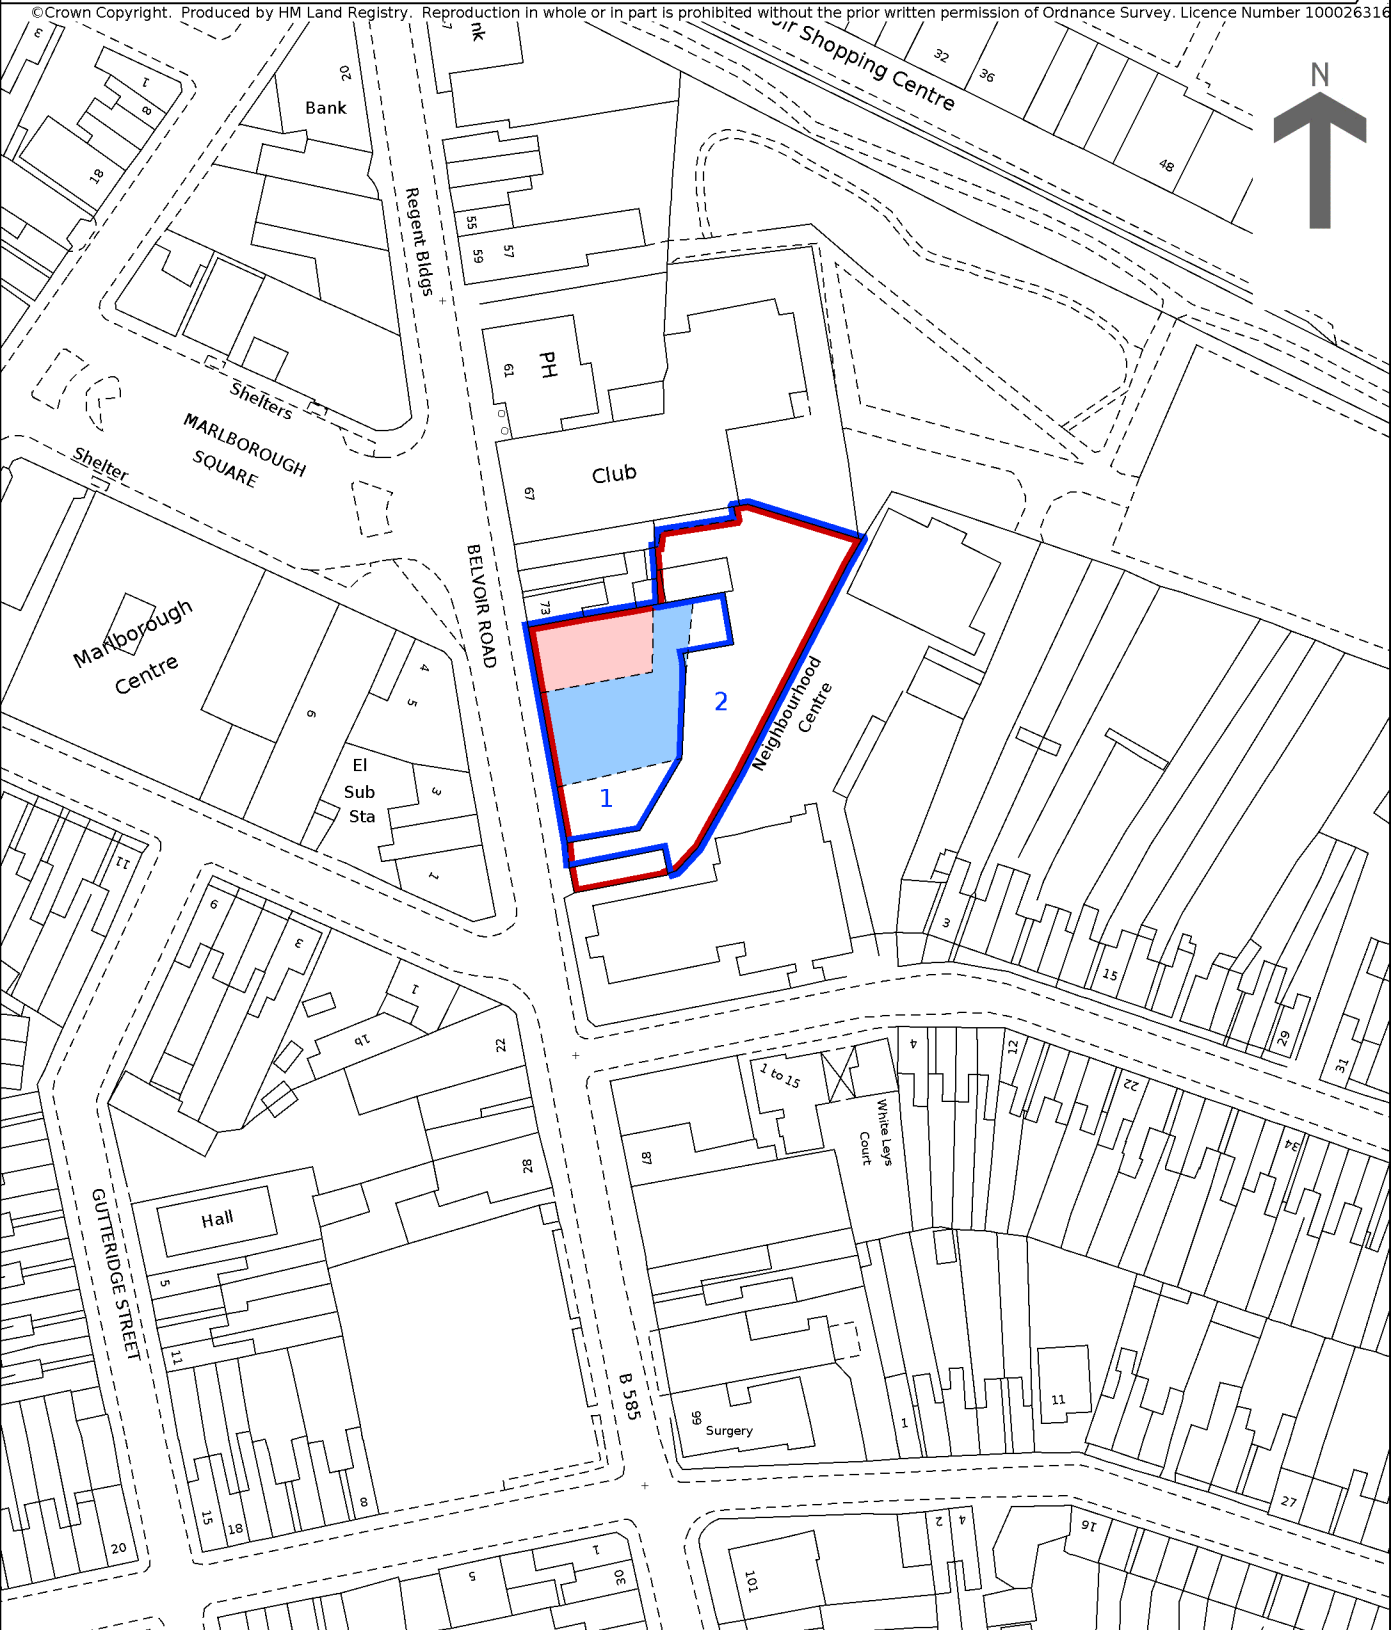 ©Crown Copyright. Produced by HM Land Registry. Reproduction in whole or in part is prohibited without the prior written permission of Ordnance Survey. Licence Number 100026316
N
3
1
8
18
20
Bank
nk
Shopping Centre
32
36
48
Regent Bldgs
55
57
59
PH
61
Shelters
MARLBOROUGH
SQUARE
Shelter
Club
67
BELVOIR ROAD
73
Marlborough
Centre
4
5
6
El
Sub
Sta
3
1
2
1
Neighbourhood
Centre
11
6
3
1
1b
22
3
15
29
31
1 to 15
White Leys
Court
4
12
22
34
87
28
Hall
GUTTERIDGE STREET
5
11
B 585
99
Surgery
1
11
27
15
18
8
20
5
1
30
101
2
4
16